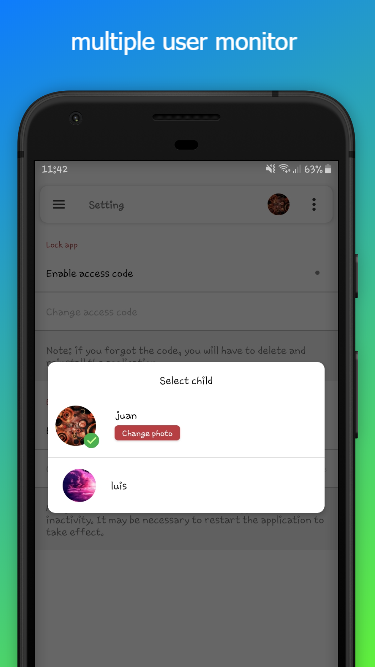 multiple user monitor
11:42
63%
Setting
Lock app
Enable access code
Change access code
Note: if you forgot the code, you will have to delete and
Select child
juan
Change photo
luis
inactivity. It may be necessary to restart the application to
take effect.